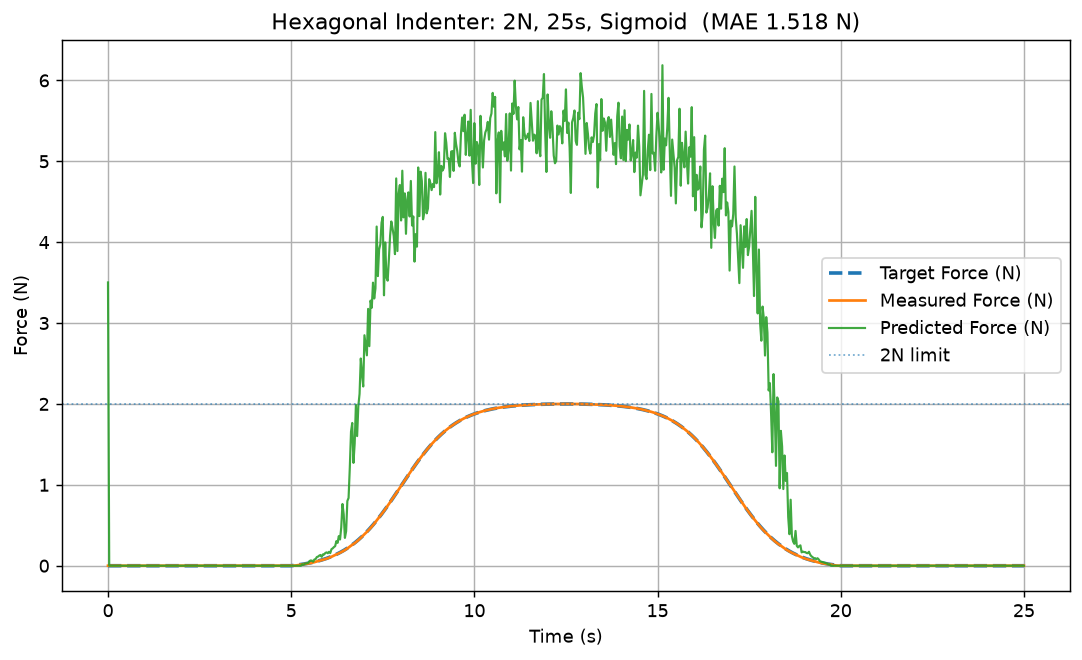 Hexagonal Indenter: 2N, 25s, Sigmoid  (MAE 1.518 N)
6
5
4
3
2
1
0
Force (N)
Target Force (N)
Measured Force (N)
Predicted Force (N)
2N limit
0 5 10 15 20 25
Time (s)